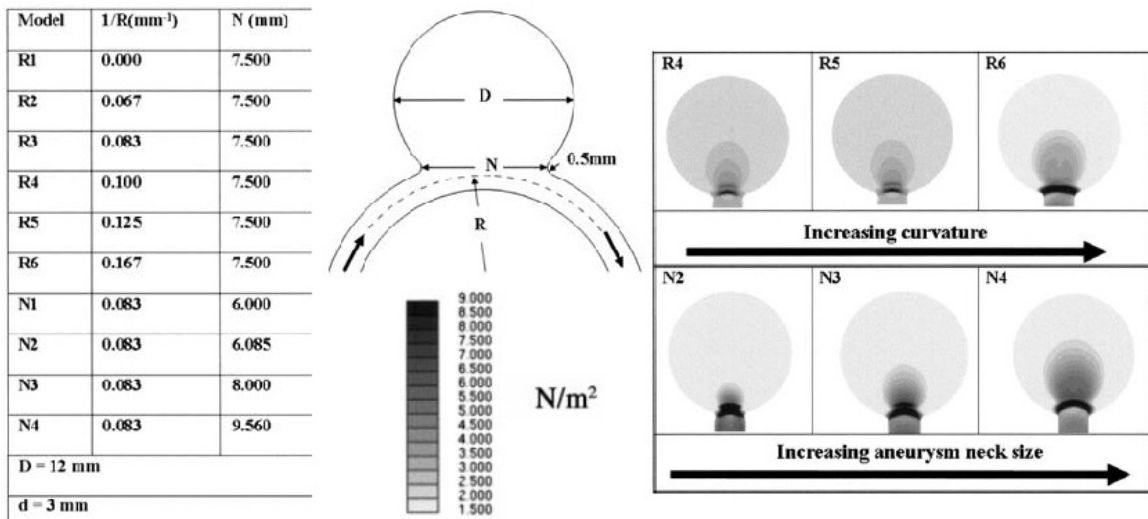 Model 1/R(mm⁻¹) N (mm)
R1 0.000 7.500
R2 0.067 7.500
R3 0.083 7.500
R4 0.100 7.500
R5 0.125 7.500
R6 0.167 7.500
N1 0.083 6.000
N2 0.083 6.085
N3 0.083 8.000
N4 0.083 9.560
D = 12 mm
d = 3 mm
D
N
0.5mm
R
9.000
8.500
8.000
7.500
7.000
6.500
6.000
5.500
5.000
4.500
4.000
3.500
3.000
2.500
2.000
1.500
N/m²
R4 R5 R6
Increasing curvature
N2 N3 N4
Increasing aneurysm neck size